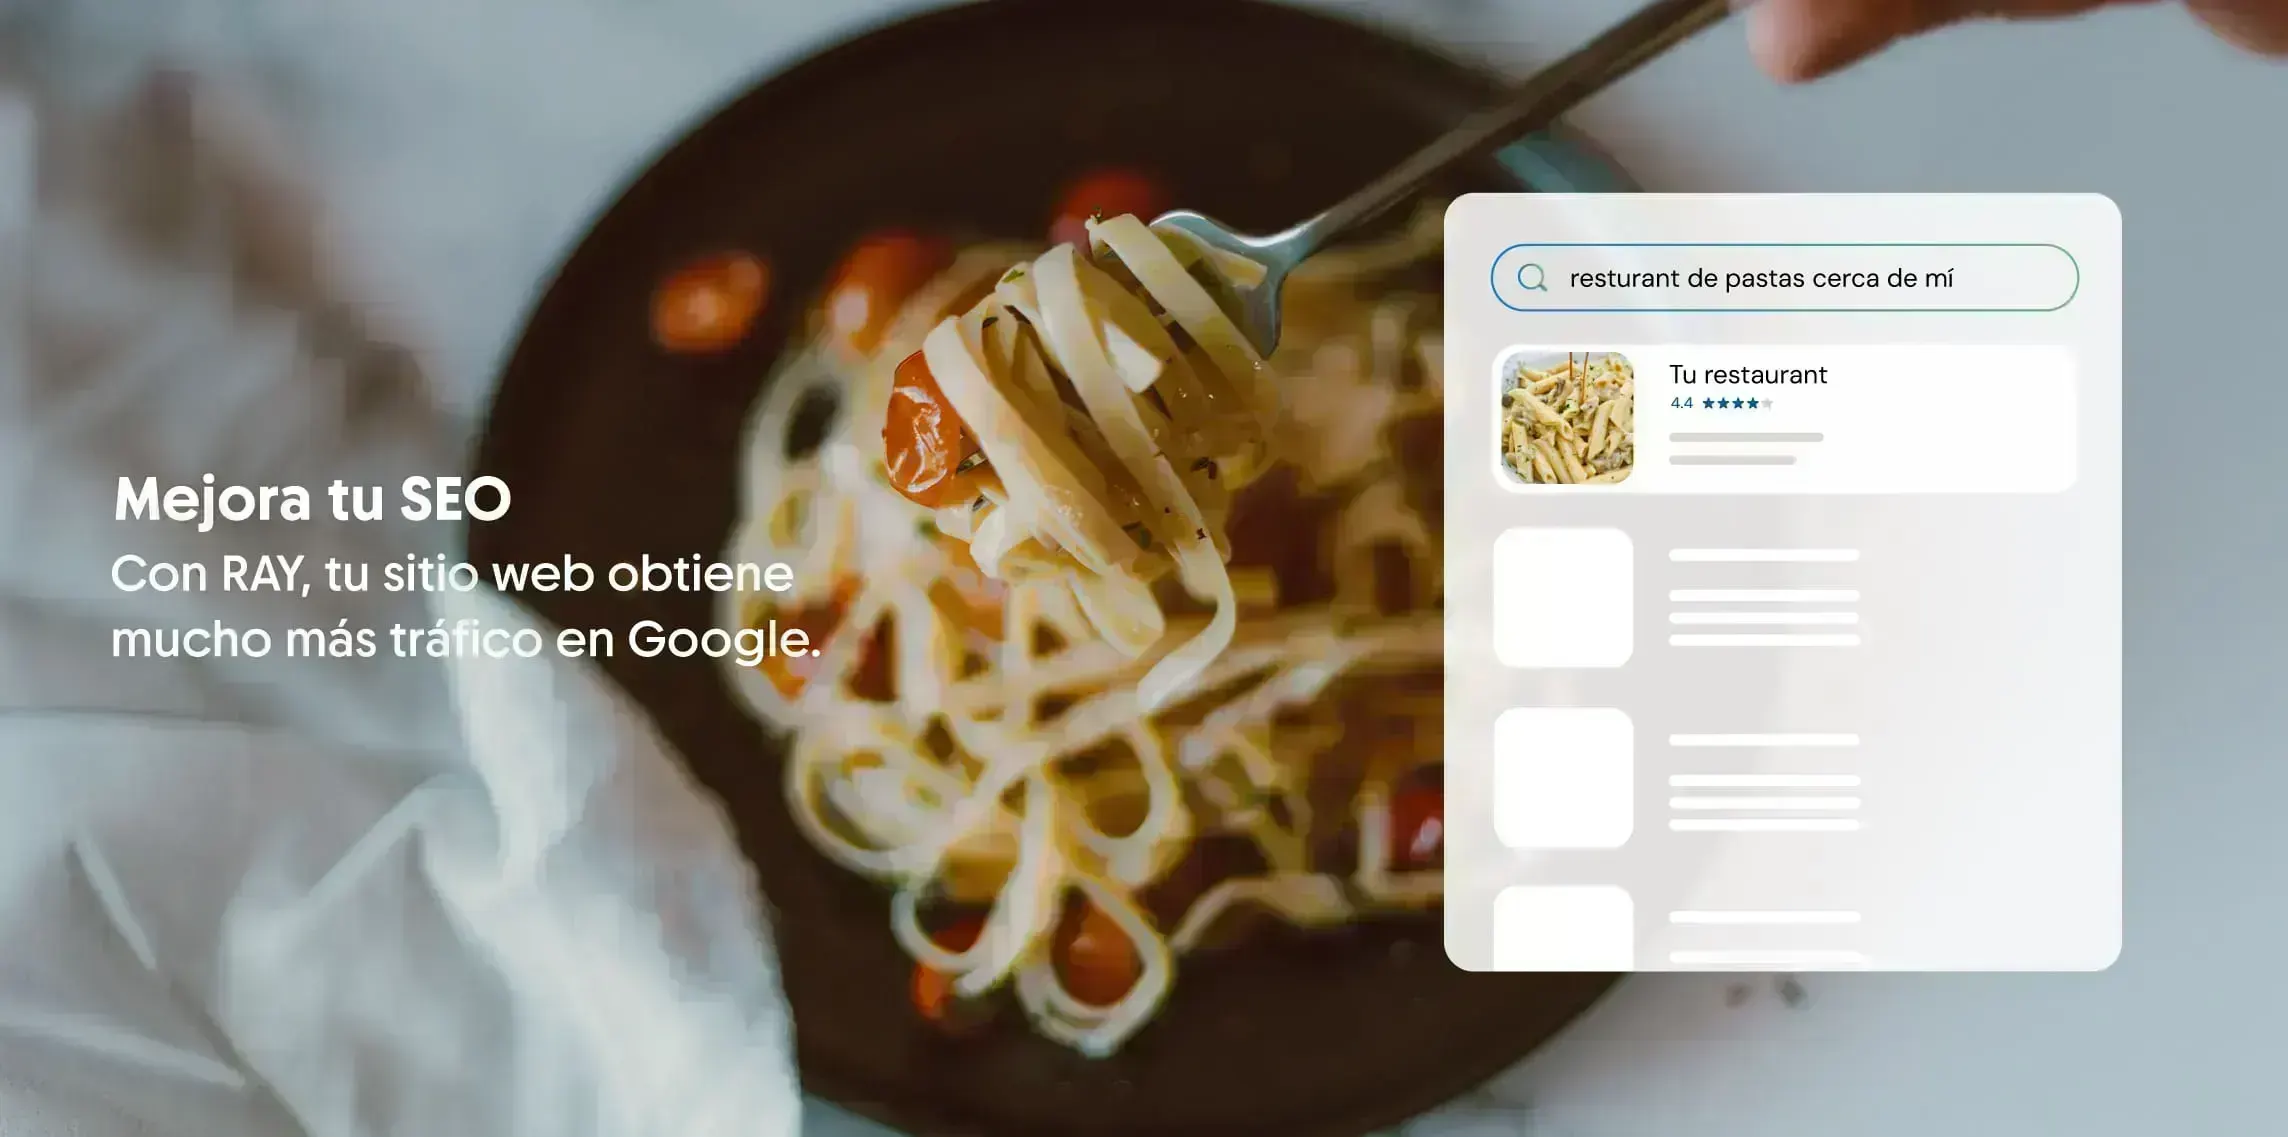 Mejora tu SEO
Con RAY, tu sitio web obtiene
mucho más tráfico en Google.
resturant de pastas cerca de mí
Tu restaurant
4.4